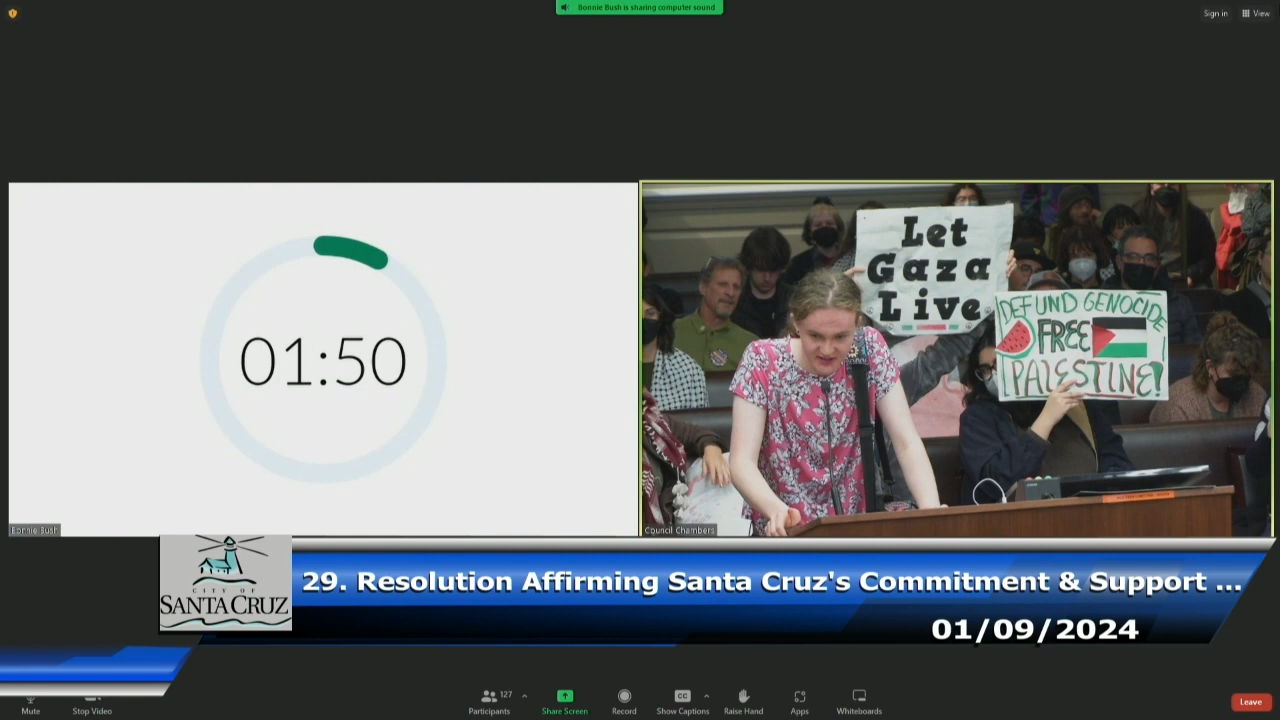 Bonnie Bush is sharing computer sound
Sign in
View
01:50
Let
Gaza
Live
DEFUND GENOCIDE
FREE
PALESTINE!
Bonnie Bush
Council Chambers
CITY OF
SANTA CRUZ
29. Resolution Affirming Santa Cruz's Commitment & Support ...
01/09/2024
Mute
Stop Video
Participants
127
Share Screen
CC
Record
Show Captions
Raise Hand
Apps
Whiteboards
Leave